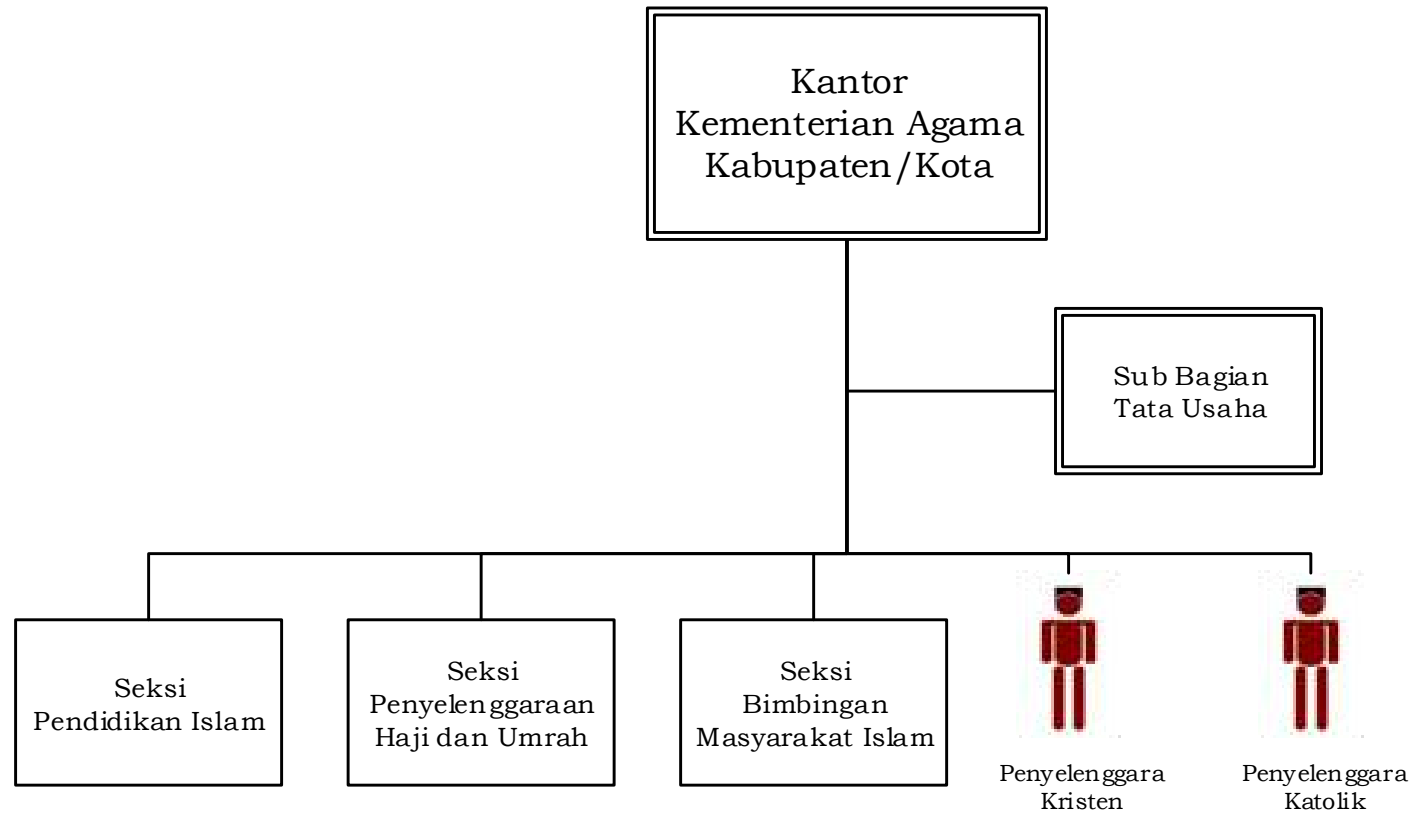 Kantor
Kementerian Agama
Kabupaten/Kota
Sub Bagian
Tata Usaha
Seksi
Pendidikan Islam
Seksi
Penyelenggaraan
Haji dan Umrah
Seksi
Bimbingan
Masyarakat Islam
Penyelenggara
Kristen
Penyelenggara
Katolik